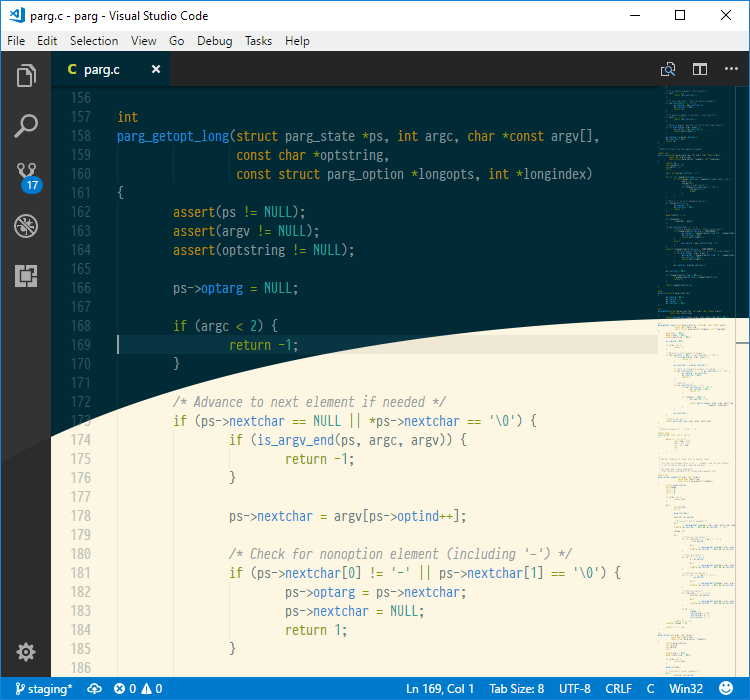 parg.c - parg - Visual Studio Code
File Edit Selection View Go Debug Tasks Help
C parg.c ×
156
157 int
158 parg_getopt_long(struct parg_state *ps, int argc, char *const argv[],
159 const char *optstring,
160 const struct parg_option *longopts, int *longindex)
161 {
162 assert(ps != NULL);
163 assert(argv != NULL);
164 assert(optstring != NULL);
165
166 ps->optarg = NULL;
167
168 if (argc < 2) {
169 return -1;
170 }
171
172 /* Advance to next element if needed */
173 if (ps->nextchar == NULL || *ps->nextchar == '\0') {
174 if (is_argv_end(ps, argc, argv)) {
175 return -1;
176 }
177
178 ps->nextchar = argv[ps->optind++];
179
180 /* Check for nonoption element (including '-') */
181 if (ps->nextchar[0] != '-' || ps->nextchar[1] == '\0') {
182 ps->optarg = ps->nextchar;
183 ps->nextchar = NULL;
184 return 1;
185 }
186
17
staging* 0 0 Ln 169, Col 1 Tab Size: 8 UTF-8 CRLF C Win32